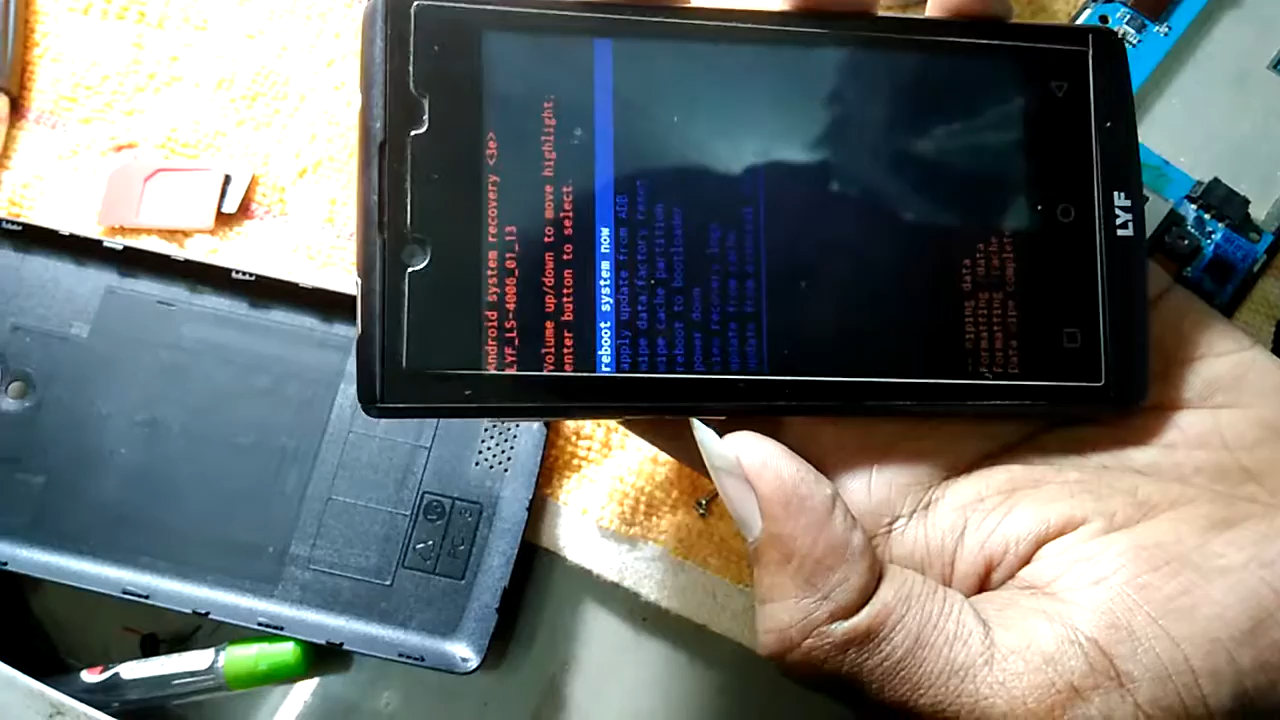 Android system recovery <3e>
LYF_LS-4006_01_13
Volume up/down to move highlight;
enter button to select.
reboot system now
apply update from ADB
wipe data/factory reset
wipe cache partition
reboot to bootloader
power down
view recovery logs
update from cache
update from external
-- Wiping data
Formatting /data
Formatting /cache
Data wipe complete
LYF